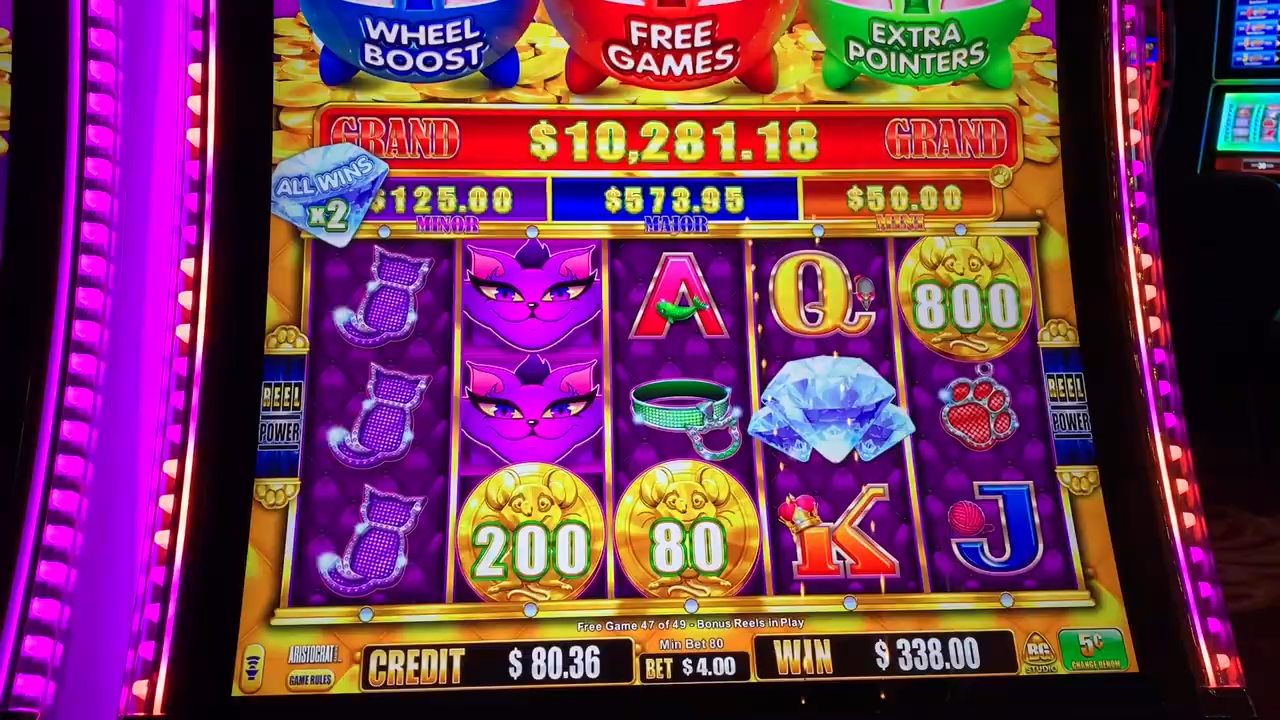 WHEEL BOOST
FREE GAMES
EXTRA POINTERS
GRAND $10,281.18 GRAND
ALL WINS
x2
$125.00 $573.95 $50.00
MINOR MAJOR MINI
Q
A
800
REEL POWER
REEL POWER
200
80
K
J
Free Game 47 of 49 - Bonus Reels in Play
ARISTOCRAT
GAME RULES
CREDIT $ 80.36
Min Bet 80
BET $4.00
WIN $ 338.00
BG STUDIO
5¢
CHANGE DENOM